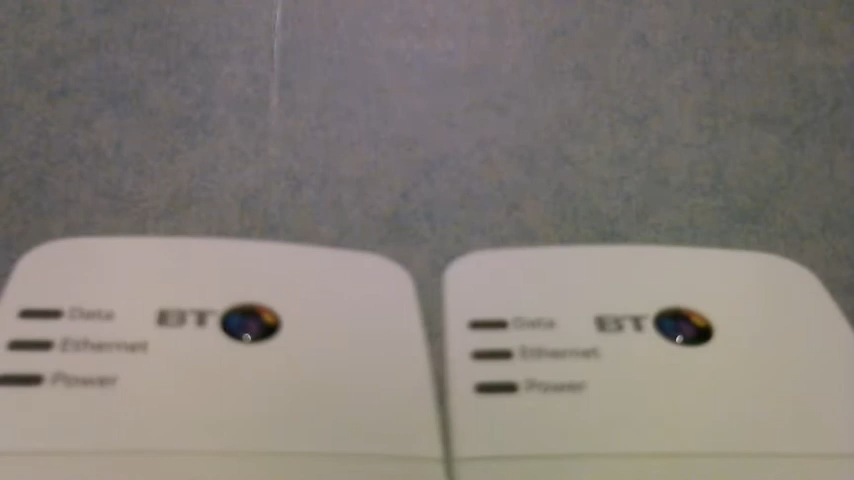 Data
BT
Ethernet
Power
Data
BT
Ethernet
Power